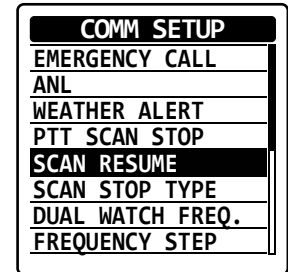 COMM SETUP
EMERGENCY CALL
ANL
WEATHER ALERT
PTT SCAN STOP
SCAN RESUME
SCAN STOP TYPE
DUAL WATCH FREQ.
FREQUENCY STEP